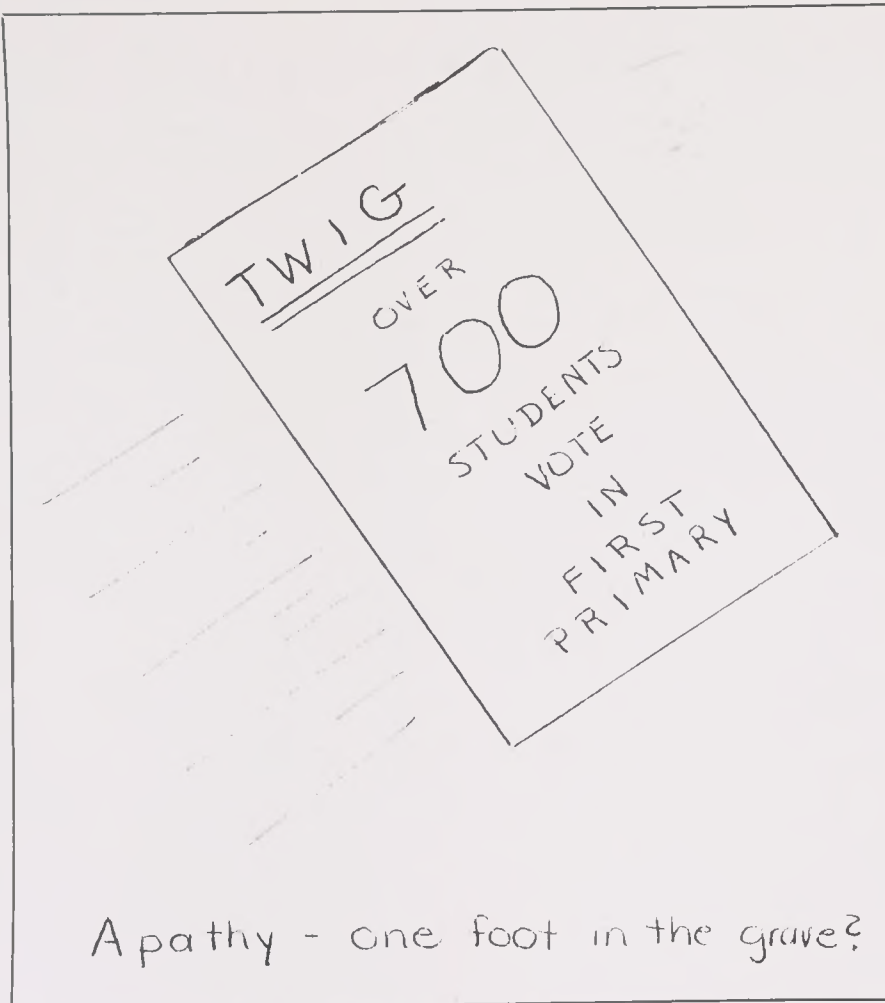 TWIG
OVER
700
STUDENTS
VOTE
IN
FIRST
PRIMARY
Apathy - one foot in the grave?